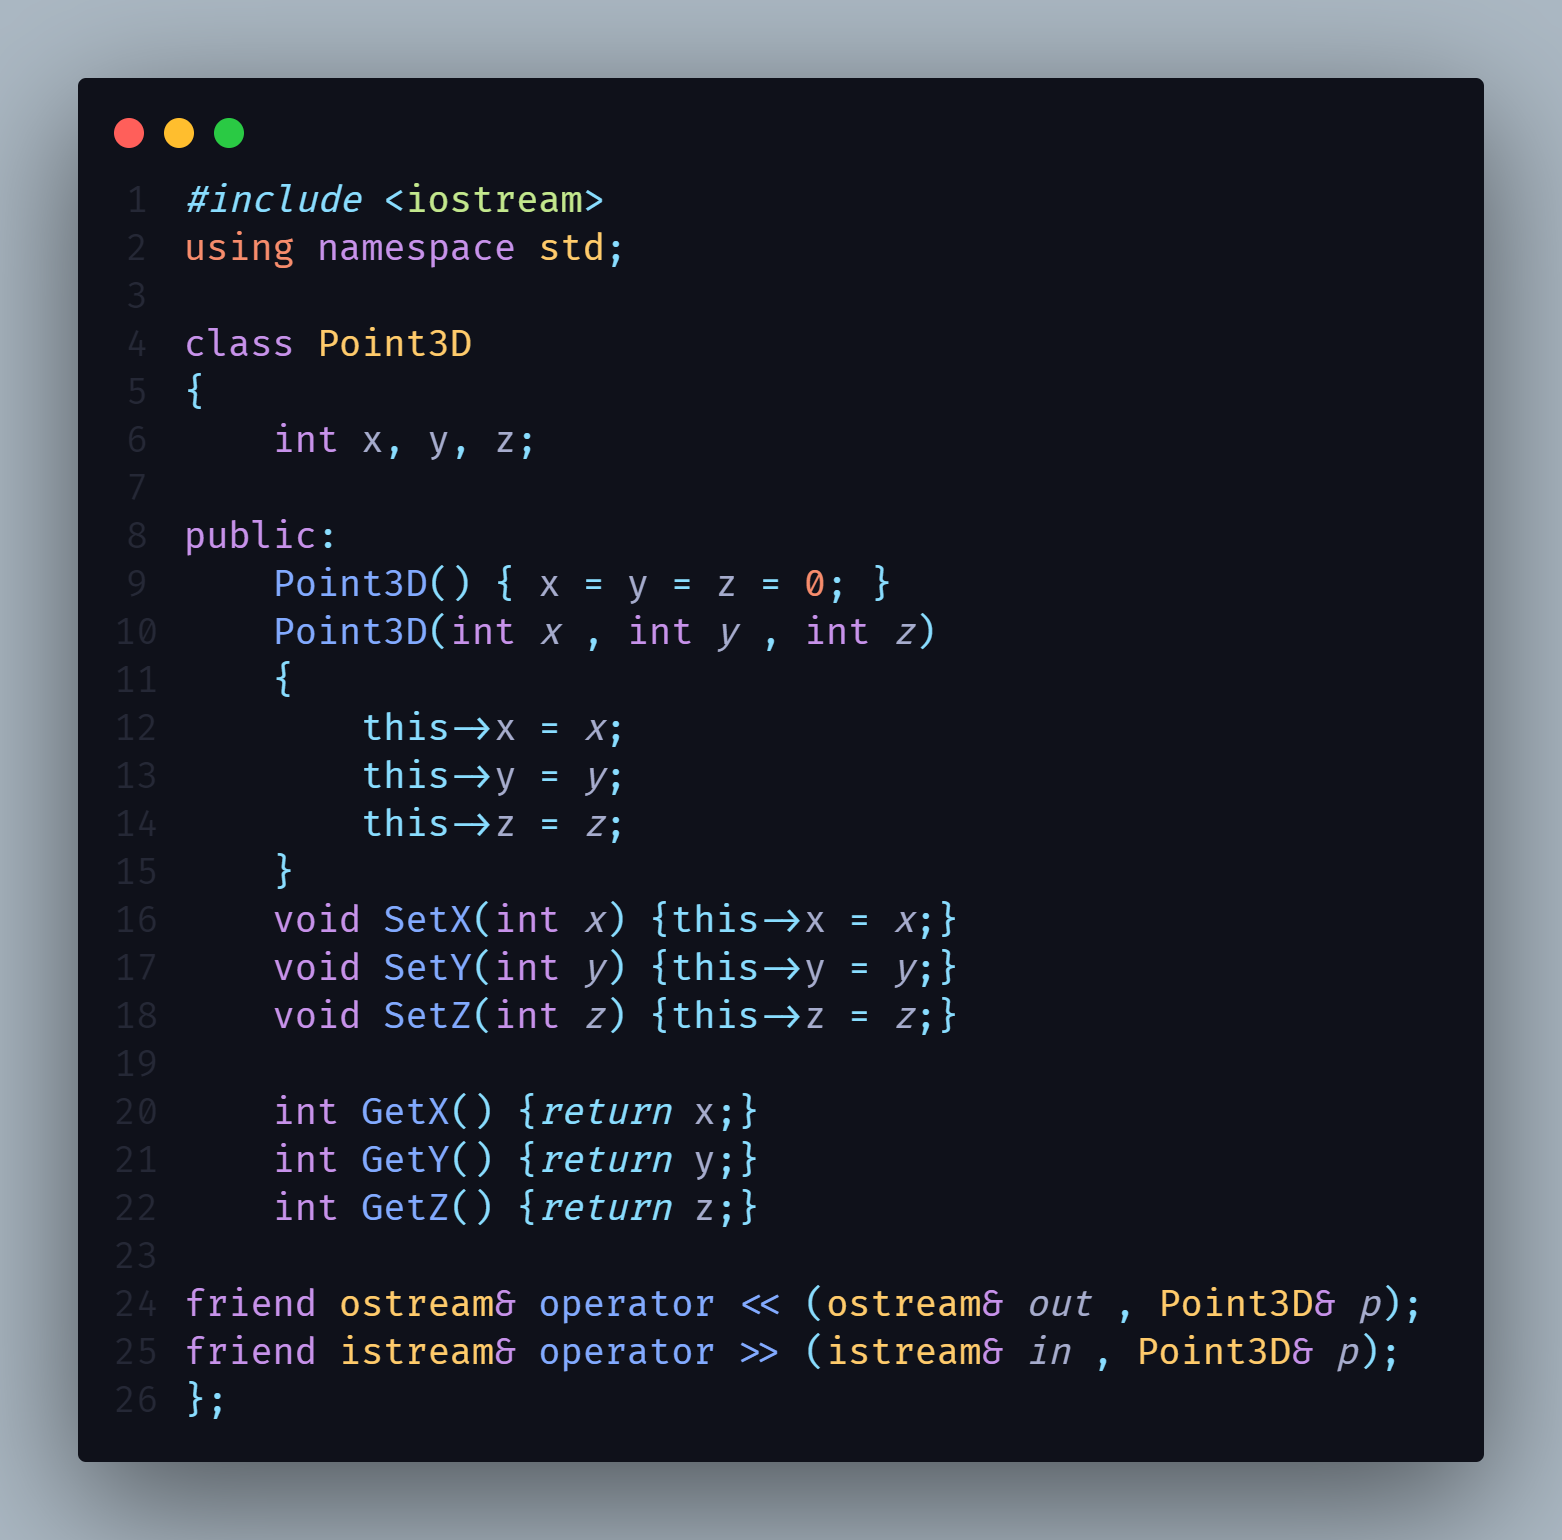 1 #include <iostream>
2 using namespace std;
3
4 class Point3D
5 {
6     int x, y, z;
7
8 public:
9     Point3D() { x = y = z = 0; }
10     Point3D(int x , int y , int z)
11     {
12         this->x = x;
13         this->y = y;
14         this->z = z;
15     }
16     void SetX(int x) {this->x = x;}
17     void SetY(int y) {this->y = y;}
18     void SetZ(int z) {this->z = z;}
19
20     int GetX() {return x;}
21     int GetY() {return y;}
22     int GetZ() {return z;}
23
24 friend ostream& operator << (ostream& out , Point3D& p);
25 friend istream& operator >> (istream& in , Point3D& p);
26 };